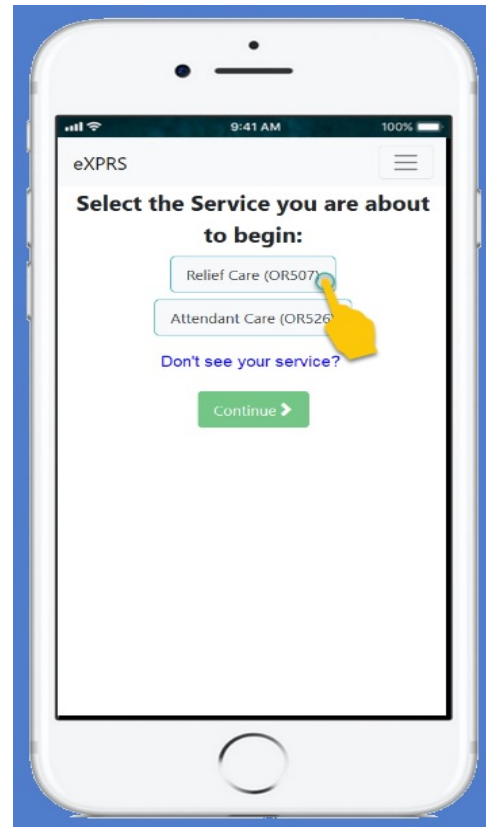 9:41 AM 100%
eXPRS
Select the Service you are about
to begin:
Relief Care (OR507)
Attendant Care (OR526)
Don't see your service?
Continue